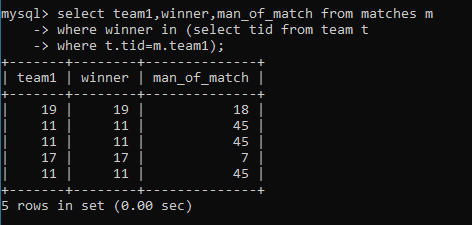 mysql> select team1,winner,man_of_match from matches m
    -> where winner in (select tid from team t
    -> where t.tid=m.team1);
+-------+--------+--------------+
| team1 | winner | man_of_match |
+-------+--------+--------------+
|    19 |     19 |           18 |
|    11 |     11 |           45 |
|    11 |     11 |           45 |
|    17 |     17 |            7 |
|    11 |     11 |           45 |
+-------+--------+--------------+
5 rows in set (0.00 sec)